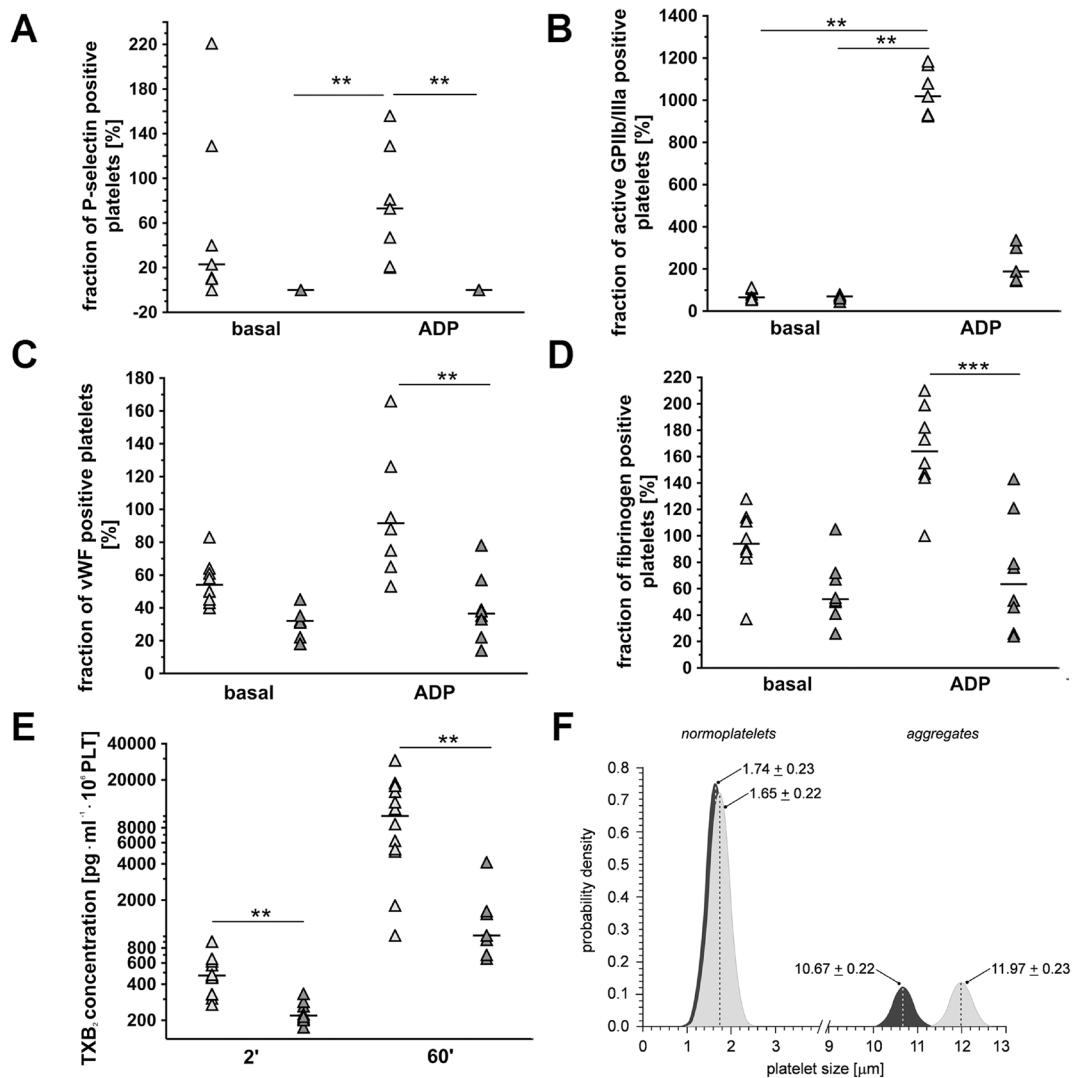 A
fraction of P-selectin positive
platelets [%]
220
180
140
100
60
20
-20
**
**
basal
ADP
B
fraction of active GPIIb/IIIa positive
platelets [%]
1400
1200
1000
800
600
400
200
0
**
**
basal
ADP
C
fraction of vWF positive platelets
[%]
180
160
140
120
100
80
60
40
20
0
**
basal
ADP
D
fraction of fibrinogen positive
platelets [%]
220
200
180
160
140
120
100
80
60
40
20
0
***
basal
ADP
E
TXB₂ concentration [pg · ml⁻¹ · 10⁶ PLT]
40000
20000
8000
6000
4000
2000
800
600
400
200
**
**
2'
60'
F
normoplatelets
aggregates
probability density
0.8
0.7
0.6
0.5
0.4
0.3
0.2
0.1
0.0
1.74 ± 0.23
1.65 ± 0.22
10.67 ± 0.22
11.97 ± 0.23
0 1 2 3 9 10 11 12 13
platelet size [µm]